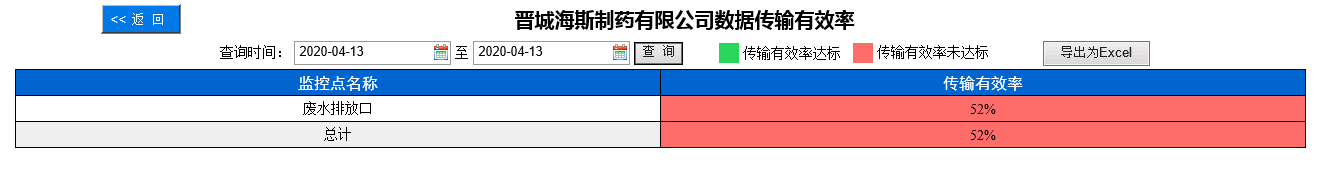 << 返 回
晋城海斯制药有限公司数据传输有效率
查询时间： 2020-04-13 至 2020-04-13 查 询 传输有效率达标 传输有效率未达标 导出为Excel
监控点名称 传输有效率
废水排放口 52%
总计 52%